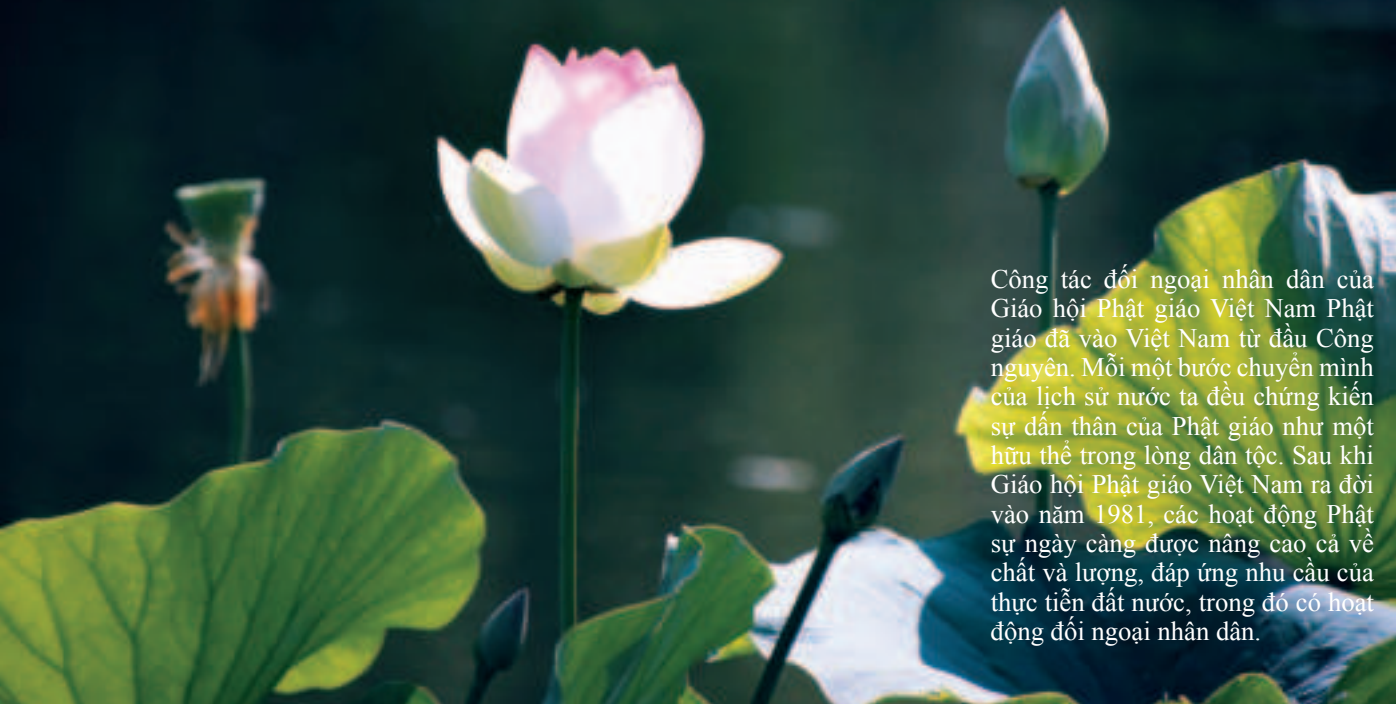 Công tác đối ngoại nhân dân của
Giáo hội Phật giáo Việt Nam Phật
giáo đã vào Việt Nam từ đầu Công
nguyên. Mỗi một bước chuyển mình
của lịch sử nước ta đều chứng kiến
sự dấn thân của Phật giáo như một
hữu thể trong lòng dân tộc. Sau khi
Giáo hội Phật giáo Việt Nam ra đời
vào năm 1981, các hoạt động Phật
sự ngày càng được nâng cao cả về
chất và lượng, đáp ứng nhu cầu của
thực tiễn đất nước, trong đó có hoạt
động đối ngoại nhân dân.